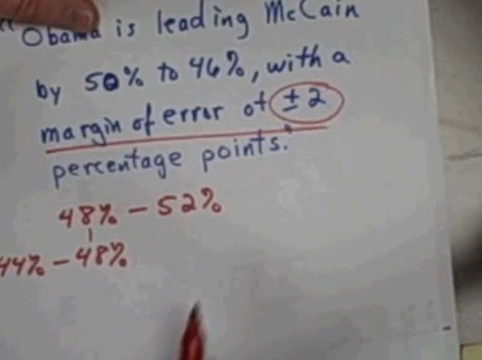 "Obama is leading McCain
by 50% to 46%, with a
margin of error of ±2
percentage points."
48% - 52%
44% - 48%